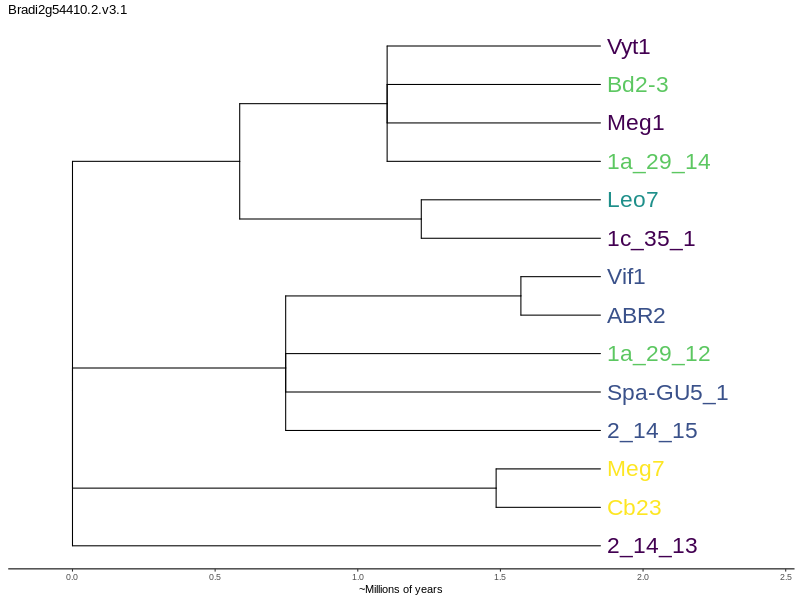 Bradi2g54410.2.v3.1
Vyt1
Bd2-3
Meg1
1a_29_14
Leo7
1c_35_1
Vif1
ABR2
1a_29_12
Spa-GU5_1
2_14_15
Meg7
Cb23
2_14_13
0.0 0.5 1.0 1.5 2.0 2.5
~Millions of years